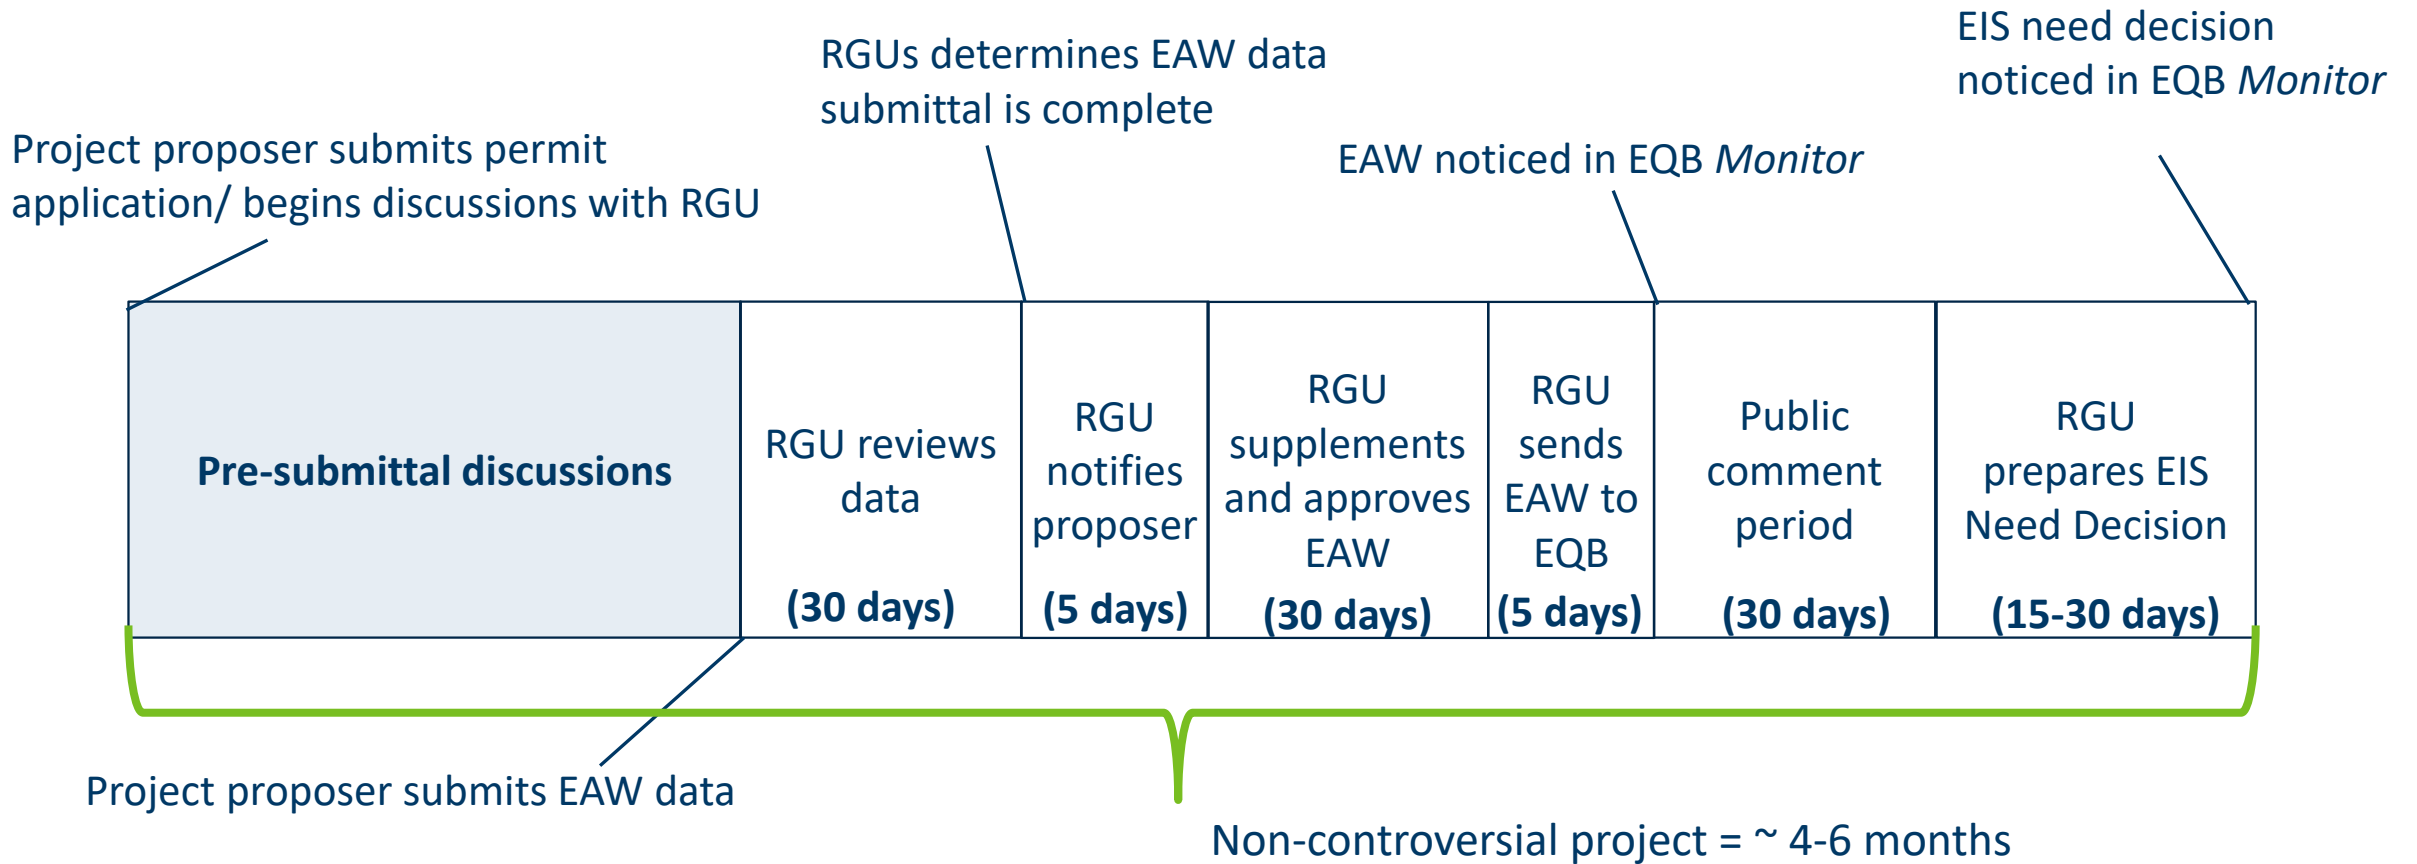 EIS need decision
noticed in EQB Monitor
RGUs determines EAW data
submittal is complete
EAW noticed in EQB Monitor
Project proposer submits permit
application/ begins discussions with RGU
Pre-submittal discussions
RGU reviews
data
(30 days)
RGU
notifies
proposer
(5 days)
RGU
supplements
and approves
EAW
(30 days)
RGU
sends
EAW to
EQB
(5 days)
Public
comment
period
(30 days)
RGU
prepares EIS
Need Decision
(15-30 days)
Project proposer submits EAW data
Non-controversial project = ~ 4-6 months